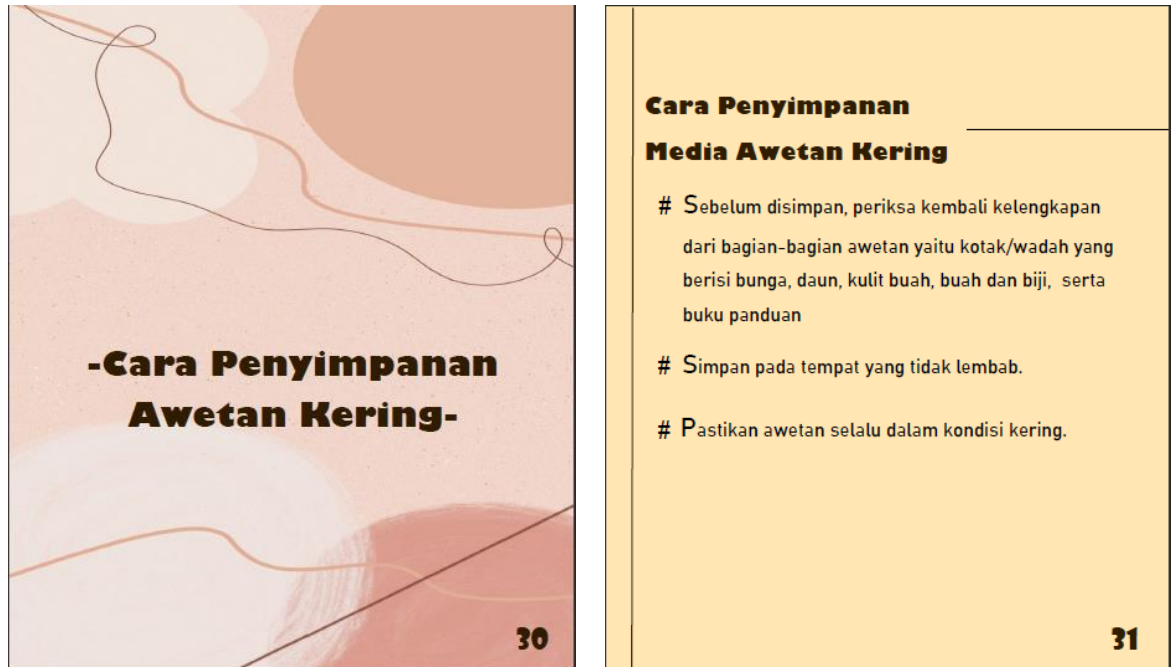 -Cara Penyimpanan
Awetan Kering-
30
Cara Penyimpanan
Media Awetan Kering
# Sebelum disimpan, periksa kembali kelengkapan
dari bagian-bagian awetan yaitu kotak/wadah yang
berisi bunga, daun, kulit buah, buah dan biji, serta
buku panduan
# Simpan pada tempat yang tidak lembab.
# Pastikan awetan selalu dalam kondisi kering.
31